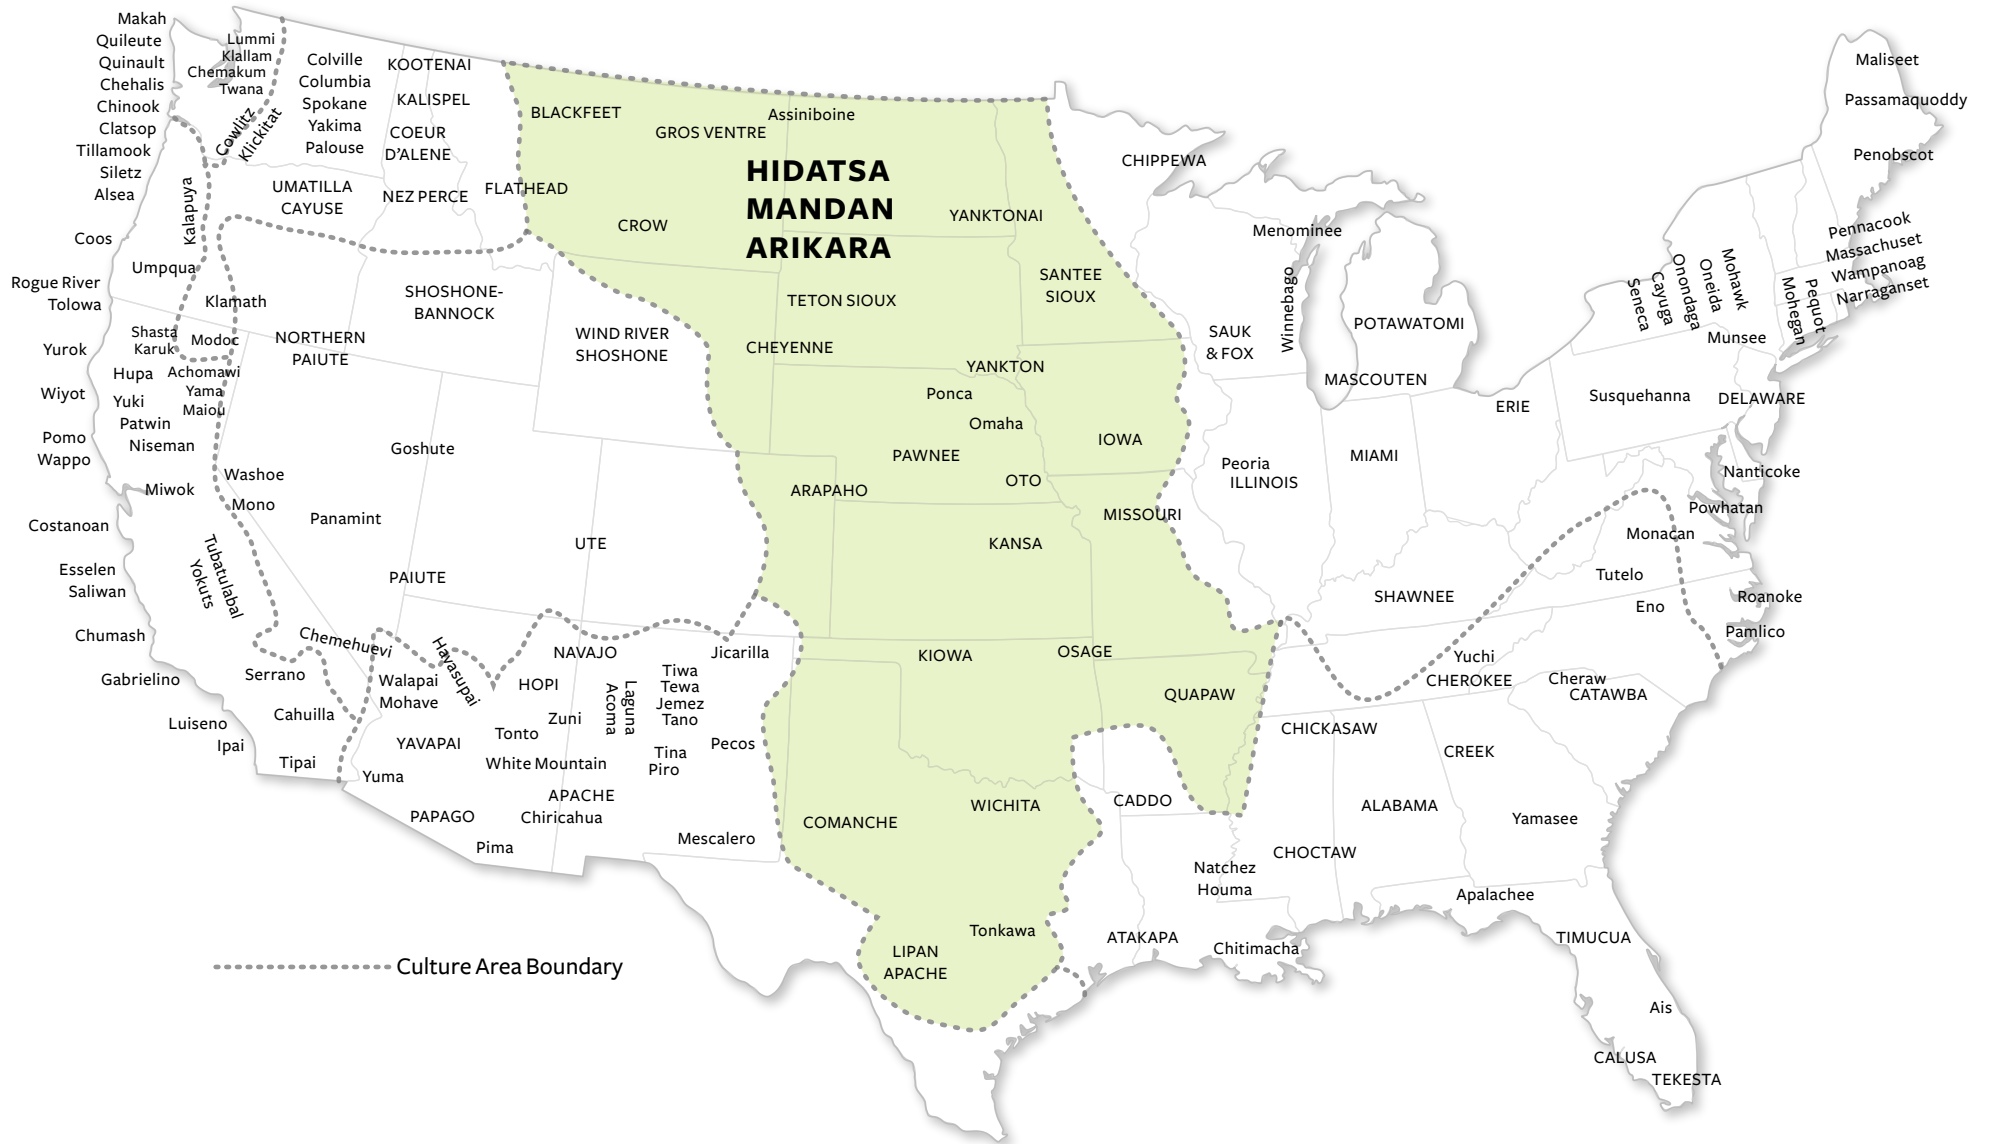 Makah
Quileute
Quinault
Chehalis
Chinook
Clatsop
Tillamook
Siletz
Alsea
Coos
Rogue River
Tolowa
Yurok
Wiyot
Pomo
Wappo
Costanoan
Esselen
Saliwan
Chumash
Gabrielino
Luiseno
Ipai
Tipai
Lummi
Klallam
Chemakum
Twana
Cowlitz
Klickitat
Kalapuya
Umpqua
Klamath
Shasta
Karuk
Modoc
Hupa
Achomawi
Yama
Maiou
Yuki
Patwin
Niseman
Miwok
Washoe
Mono
Tubatulabal
Yokuts
Serrano
Cahuilla
Chemehuevi
Colville
Columbia
Spokane
Yakima
Palouse
KOOTENAI
KALISPEL
COEUR
D’ALENE
UMATILLA
CAYUSE
NEZ PERCE
FLATHEAD
SHOSHONE-
BANNOCK
NORTHERN
PAIUTE
WIND RIVER
SHOSHONE
Goshute
Panamint
PAIUTE
UTE
Havasupai
Walapai
Mohave
YAVAPAI
Yuma
PAPAGO
Pima
NAVAJO
HOPI
Zuni
Tonto
White Mountain
APACHE
Chiricahua
Laguna
Acoma
Jicarilla
Tiwa
Tewa
Jemez
Tano
Tina
Piro
Pecos
Mescalero
BLACKFEET
GROS VENTRE
Assiniboine
HIDATSA
MANDAN
ARIKARA
CROW
YANKTONAI
SANTEE
SIOUX
TETON SIOUX
CHEYENNE
YANKTON
Ponca
Omaha
PAWNEE
OTO
IOWA
ARAPAHO
MISSOURI
KANSA
KIOWA
OSAGE
QUAPAW
COMANCHE
WICHITA
Tonkawa
LIPAN
APACHE
CHIPPEWA
Menominee
Winnebago
SAUK
& FOX
POTAWATOMI
MASCOUTEN
Peoria
ILLINOIS
MIAMI
ERIE
SHAWNEE
Maliseet
Passamaquoddy
Penobscot
Pennacook
Massachuset
Wampanoag
Narraganset
Seneca
Cayuga
Onondaga
Oneida
Mohawk
Mohegan
Pequot
Munsee
Susquehanna
DELAWARE
Nanticoke
Powhatan
Monacan
Tutelo
Eno
Roanoke
Pamlico
Yuchi
CHEROKEE
Cheraw
CATAWBA
CHICKASAW
CREEK
ALABAMA
Yamasee
CHOCTAW
CADDO
Natchez
Houma
ATAKAPA
Chitimacha
Apalachee
TIMUCUA
Ais
CALUSA
TEKESTA
Culture Area Boundary